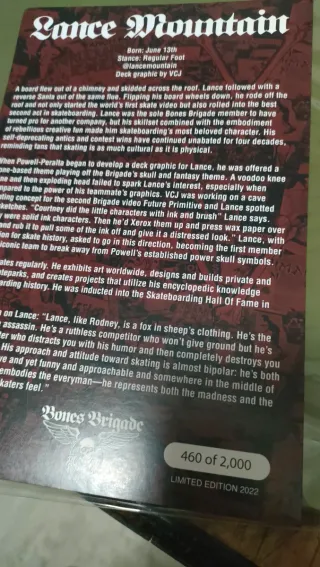 Lance Mountain
Born: June 13th
Stance: Regular Foot
@lancemountain
Deck graphic by VCJ
A board flew out of a chimney and skidded across the roof. Lance followed with a
reverse Santa out of the same flue. Flipping his board wheels down, he rode off the
roof and not only started the world's first skate video but also rolled into the best
second act in skateboarding. Lance was the sole Bones Brigade member to have
turned pro for another company, but his skillset combined with the embodiment
of rebellious creative fun made him skateboarding's most beloved character. His
self-deprecating antics and contest wins have continued unabated for four decades,
reminding fans that skating is as much cultural as it is physical.
When Powell-Peralta began to develop a deck graphic for Lance, he was offered a
one-based theme playing off the Brigade's skull and fantasy theme. A voodoo knee
and then exploding head failed to spark Lance's interest, especially when
pared to the power of his teammate's graphics. VCJ was working on a cave
ting concept for the second Brigade video Future Primitive and Lance spotted
sketches. "Courtney did the little characters with ink and brush" Lance says.
were solid ink characters. Then he'd Xerox them up and press wax paper over
nd rub it to pull some of the ink off and give it a distressed look." Lance, with
ion for skate history, asked to go in this direction, becoming the first member
iconic team to break away from Powell's established power skull symbols.
ates regularly. He exhibits art worldwide, designs and builds private and
teparks, and creates projects that utilize his encyclopedic knowledge
arding history. He was inducted into the Skateboarding Hall Of Fame in
on Lance: "Lance, like Rodney, is a fox in sheep's clothing. He's the
assassin. He's a ruthless competitor who won't give ground but he's
ler who distracts you with his humor and then completely destroys you
His approach and attitude toward skating is almost bipolar: he's both
ve and yet funny and approachable and somewhere in the middle of
embodies the everyman—he represents both the madness and the
skaters feel."
Bones Brigade
460 of 2,000
LIMITED EDITION 2022